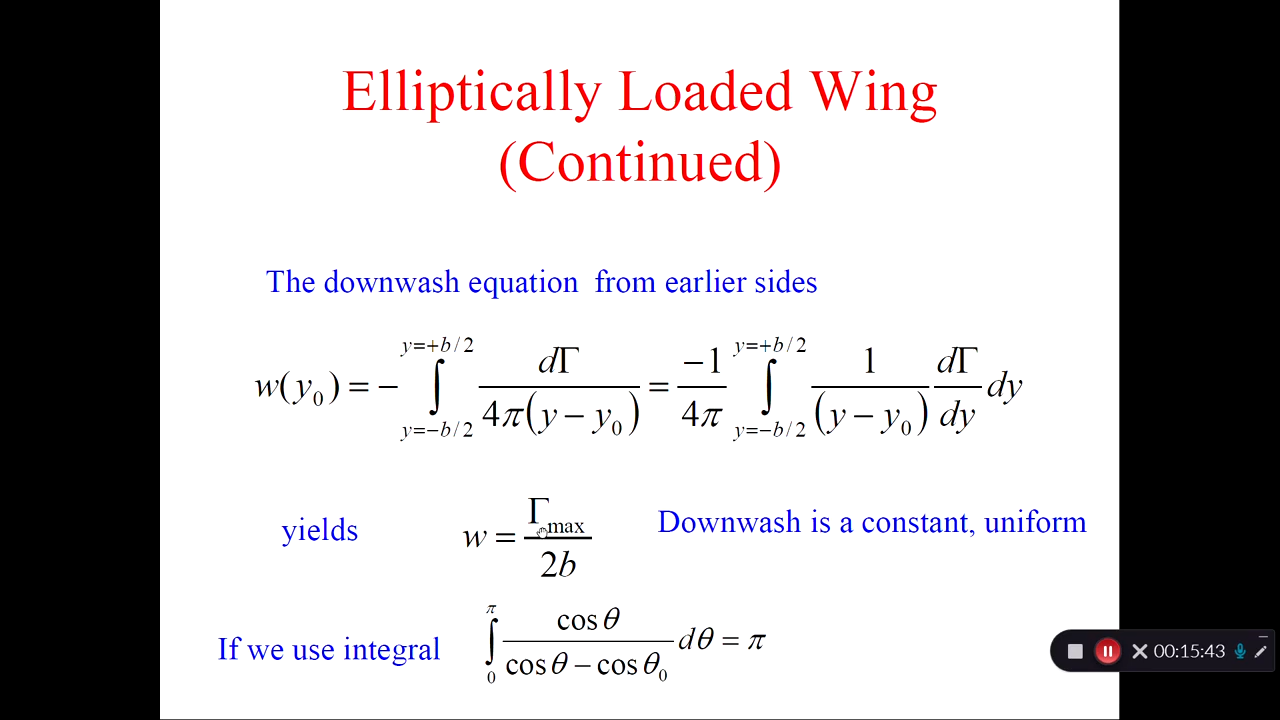 Elliptically Loaded Wing
(Continued)
The downwash equation from earlier sides
w(y₀) = − ∫_{y=−b/2}^{y=+b/2} dΓ / 4π(y − y₀) = −1 / 4π ∫_{y=−b/2}^{y=+b/2} 1 / (y − y₀) dΓ / dy dy
yields w = Γmax / 2b Downwash is a constant, uniform
If we use integral ∫_{0}^{π} cos θ / cos θ − cos θ₀ dθ = π
00:15:43